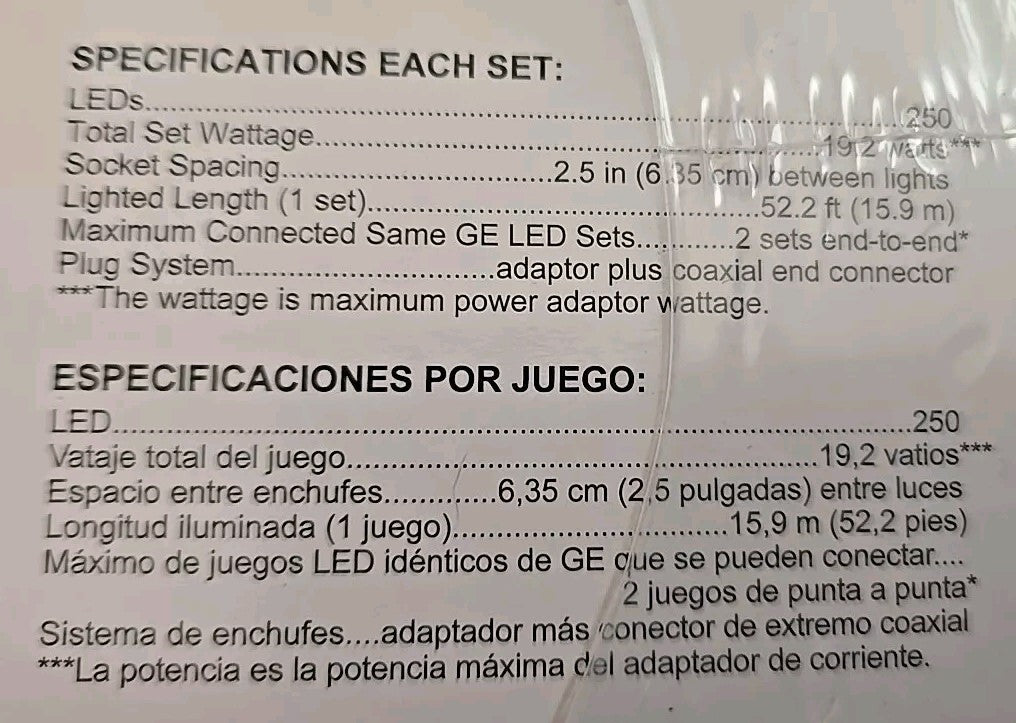 SPECIFICATIONS EACH SET:
LEDs..........................................................................................250
Total Set Wattage..............................................................19.2 watts***
Socket Spacing..............................2.5 in (6.35 cm) between lights
Lighted Length (1 set)...............................................52.2 ft (15.9 m)
Maximum Connected Same GE LED Sets............2 sets end-to-end*
Plug System..............................adaptor plus coaxial end connector
***The wattage is maximum power adaptor wattage.
ESPECIFICACIONES POR JUEGO:
LED............................................................................................250
Vataje total del juego........................................................19,2 vatios***
Espacio entre enchufes.............6,35 cm (2,5 pulgadas) entre luces
Longitud iluminada (1 juego).................................15,9 m (52,2 pies)
Máximo de juegos LED idénticos de GE que se pueden conectar....
2 juegos de punta a punta*
Sistema de enchufes....adaptador más conector de extremo coaxial
***La potencia es la potencia máxima del adaptador de corriente.